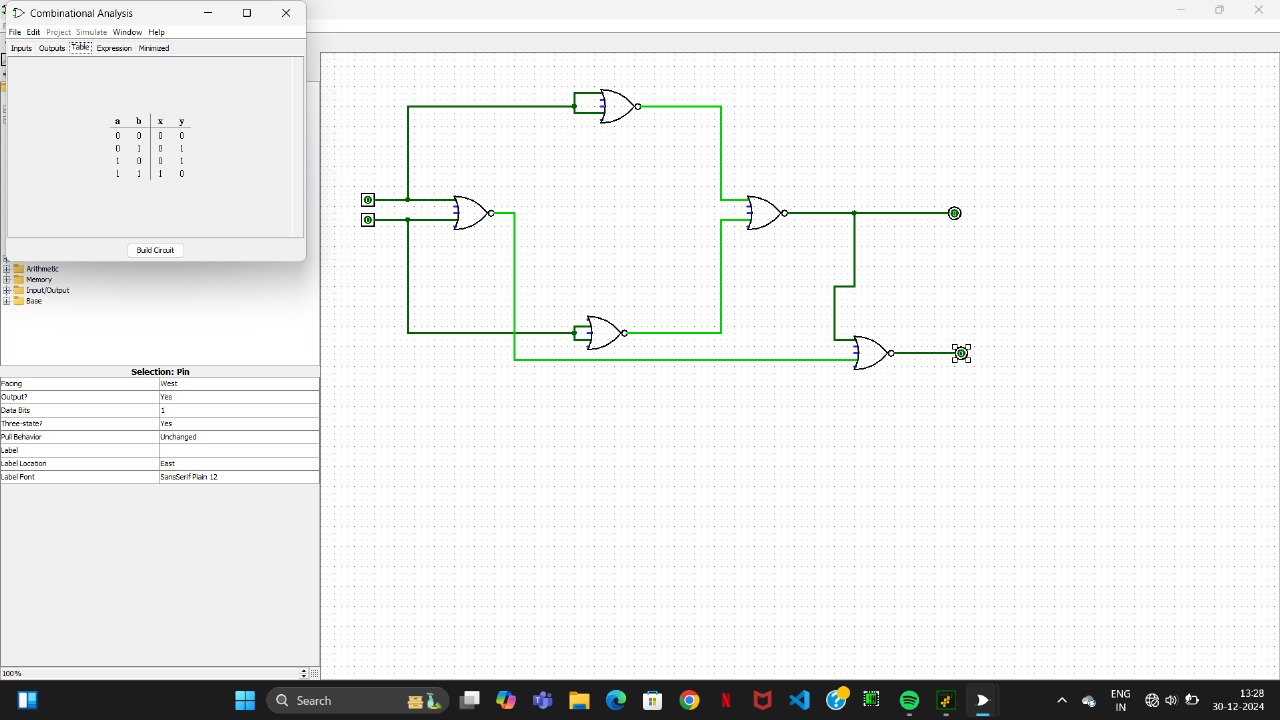 Combinational Analysis
File Edit Project Simulate Window Help
Inputs Outputs Table Expression Minimized
a b x y
0 0 0 0
0 1 0 1
1 0 0 1
1 1 1 0
Build Circuit
Arithmetic
Memory
Input/Output
Base
Selection: Pin
Facing West
Output? Yes
Data Bits 1
Three-state? Yes
Pull Behavior Unchanged
Label
Label Location East
Label Font SansSerif Plain 12
100%
0
0
0
0
Search
ENG
IN
13:28
30-12-2024